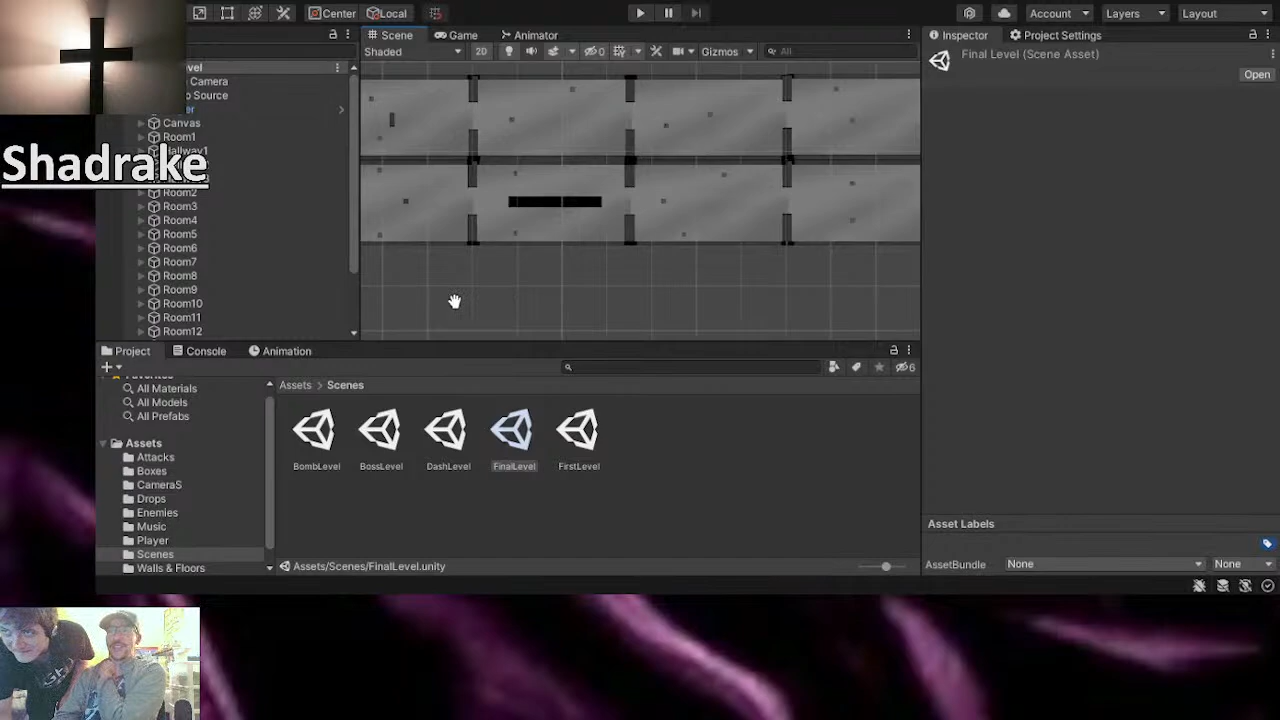 Center
Local
Account
Layers
Layout
Scene
Game
Animator
Inspector
Project Settings
Shaded
2D
0
Gizmos
All
Final Level (Scene Asset)
Open
Camera
Canvas
Room1
Room2
Room3
Room4
Room5
Room6
Room7
Room8
Room9
Room10
Room11
Room12
Shadrake
Project
Console
Animation
6
All Materials
All Models
All Prefabs
Assets
Attacks
Boxes
CameraS
Drops
Enemies
Music
Player
Scenes
Walls & Floors
Assets > Scenes
BombLevel
BossLevel
DashLevel
FinalLevel
FirstLevel
Assets/Scenes/FinalLevel.unity
Asset Labels
AssetBundle
None
None